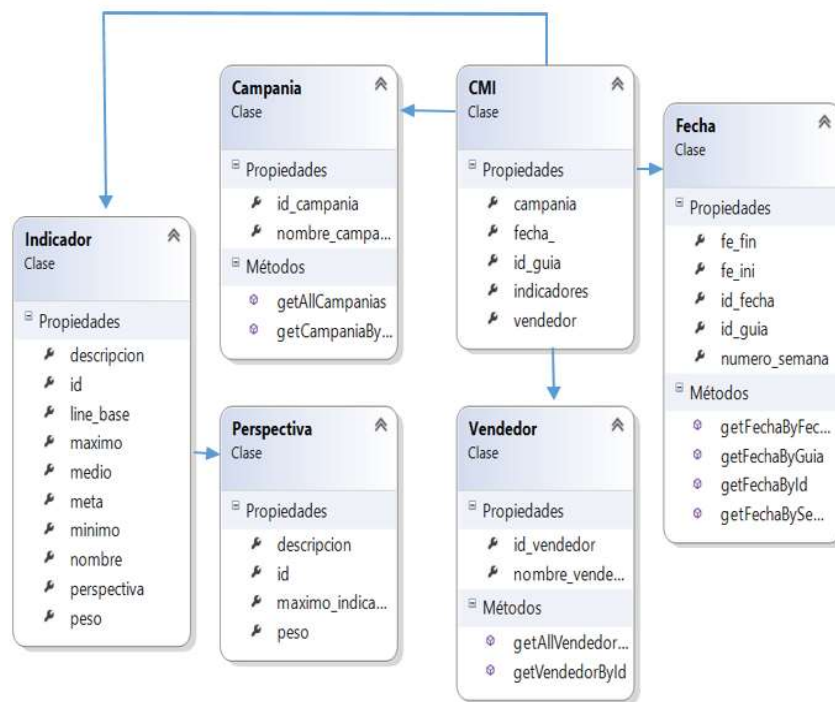 Campania
Clase
Propiedades
id_campania
nombre_campa...
Métodos
getAllCampanias
getCampaniaBy...
CMI
Clase
Propiedades
campania
fecha_
id_guia
indicadores
vendedor
Fecha
Clase
Propiedades
fe_fin
fe_ini
id_fecha
id_guia
numero_semana
Métodos
getFechaByFec...
getFechaByGuia
getFechaById
getFechaBySe...
Indicador
Clase
Propiedades
descripcion
id
line_base
maximo
medio
meta
minimo
nombre
perspectiva
peso
Perspectiva
Clase
Propiedades
descripcion
id
maximo_indica...
peso
Vendedor
Clase
Propiedades
id_vendedor
nombre_vende...
Métodos
getAllVendedor...
getVendedorById